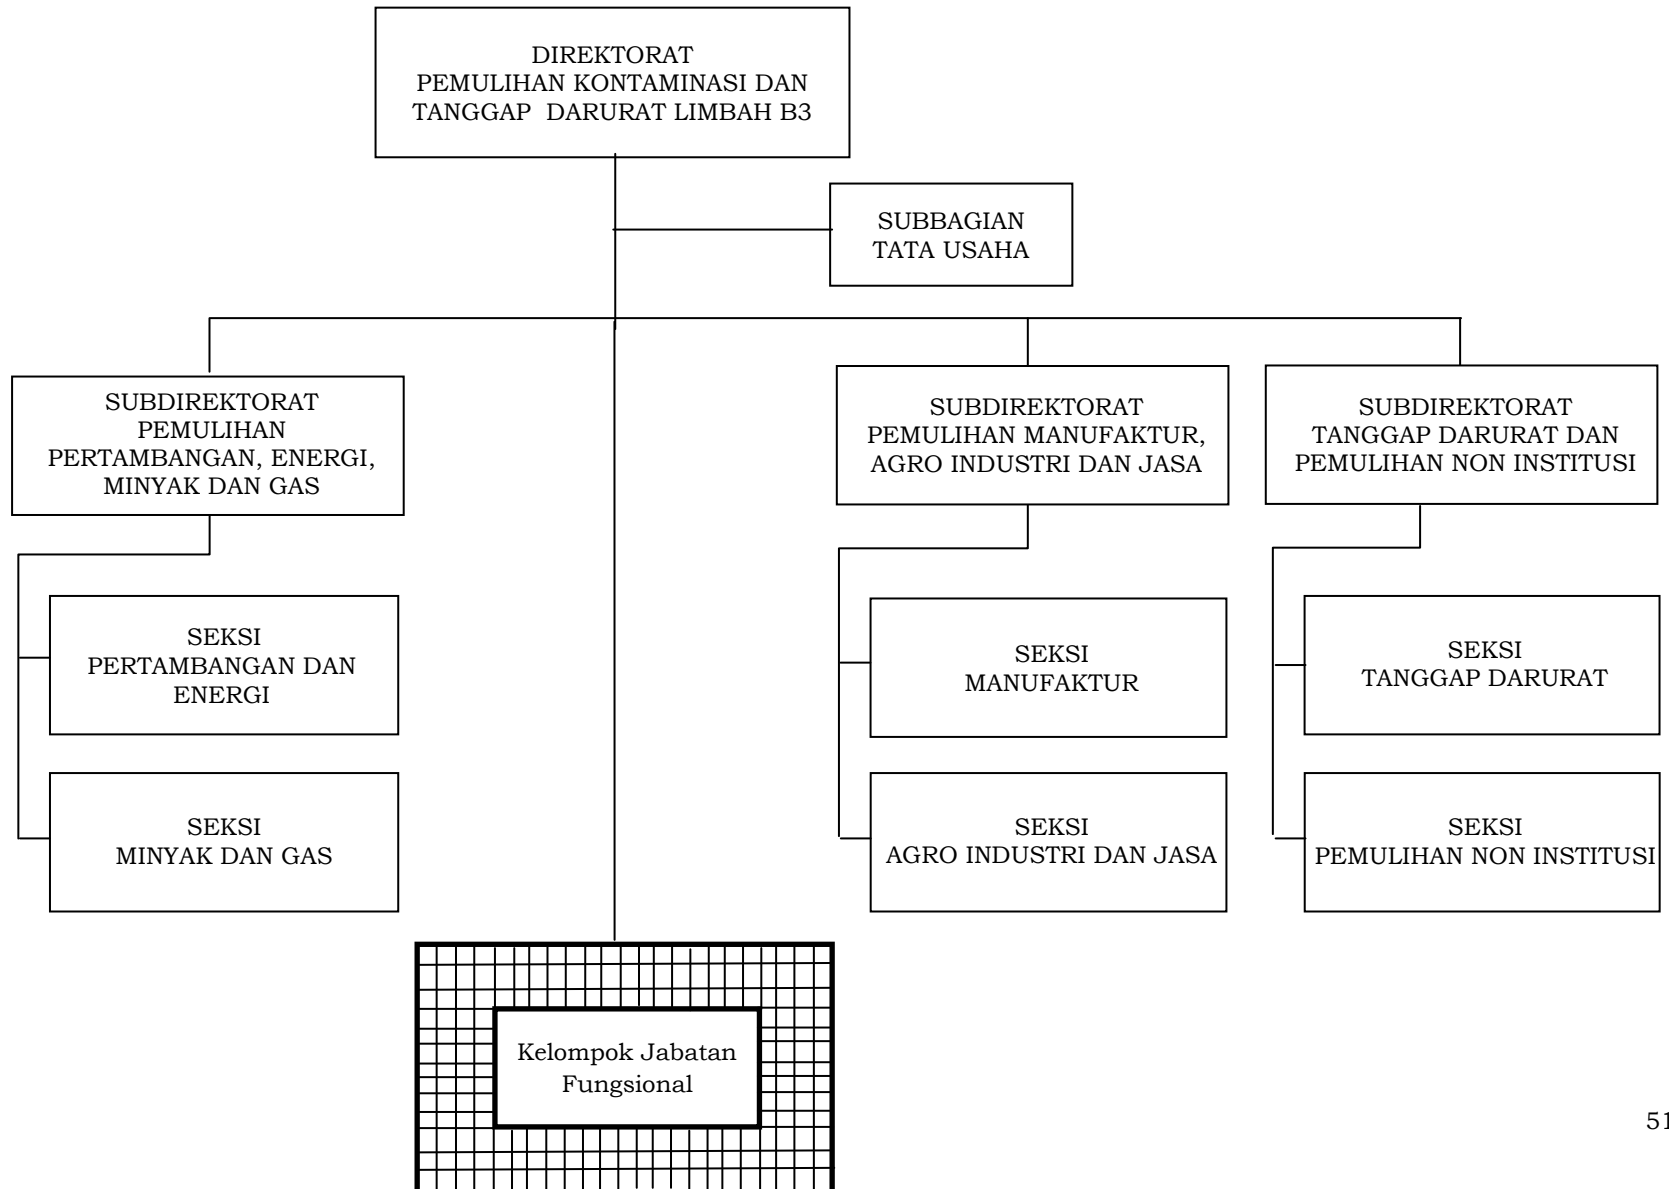 DIREKTORAT
PEMULIHAN KONTAMINASI DAN
TANGGAP DARURAT LIMBAH B3
SUBBAGIAN
TATA USAHA
SUBDIREKTORAT
PEMULIHAN
PERTAMBANGAN, ENERGI,
MINYAK DAN GAS
SUBDIREKTORAT
PEMULIHAN MANUFAKTUR,
AGRO INDUSTRI DAN JASA
SUBDIREKTORAT
TANGGAP DARURAT DAN
PEMULIHAN NON INSTITUSI
SEKSI
PERTAMBANGAN DAN
ENERGI
SEKSI
MANUFAKTUR
SEKSI
TANGGAP DARURAT
SEKSI
MINYAK DAN GAS
SEKSI
AGRO INDUSTRI DAN JASA
SEKSI
PEMULIHAN NON INSTITUSI
Kelompok Jabatan
Fungsional